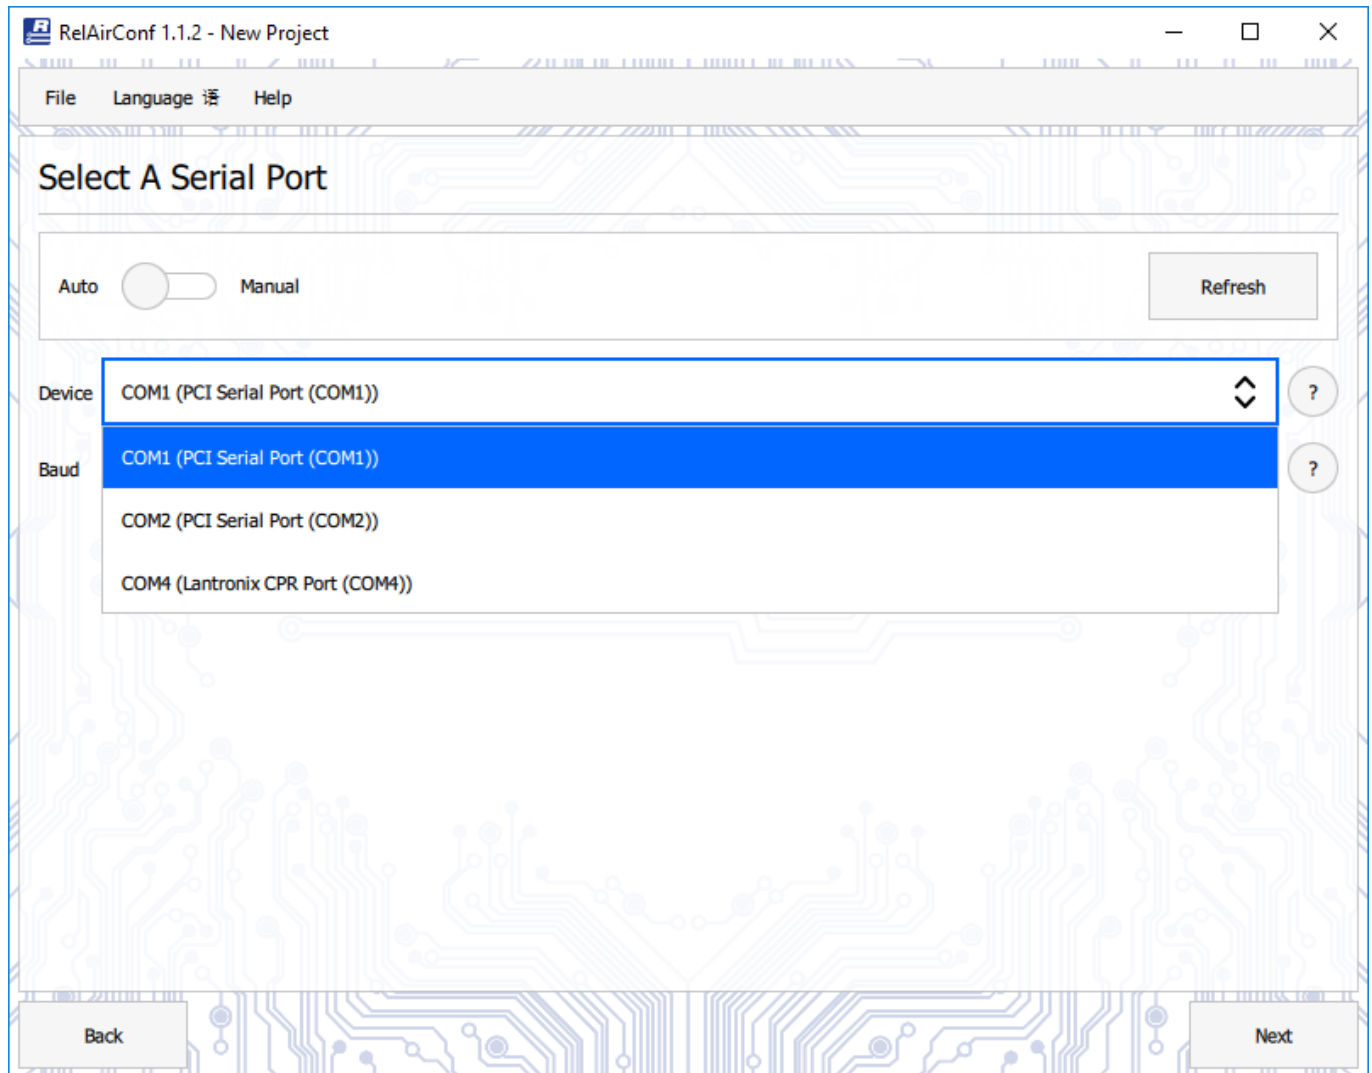 RelAirConf 1.1.2 - New Project
File Language 语 Help
Select A Serial Port
Auto Manual Refresh
Device COM1 (PCI Serial Port (COM1)) ?
COM1 (PCI Serial Port (COM1))
Baud ?
COM2 (PCI Serial Port (COM2))
COM4 (Lantronix CPR Port (COM4))
Back Next